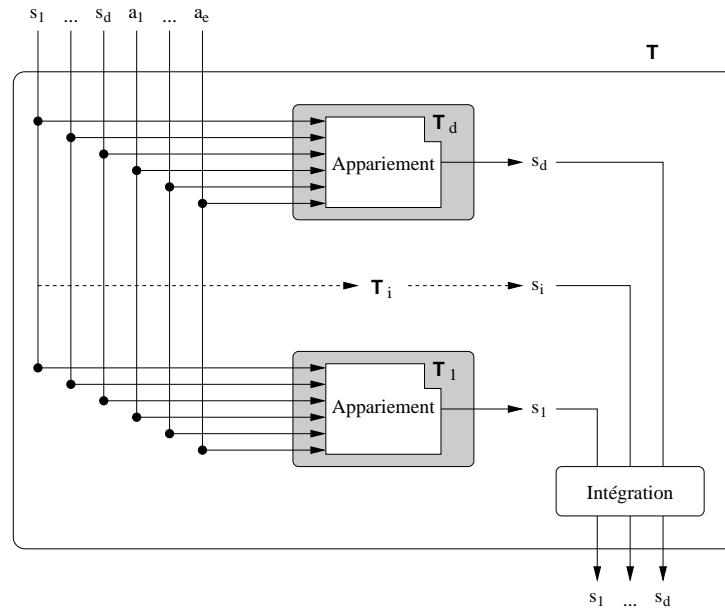 s1 ... sd a1 ... ae
T
Td
Appariement
sd
Ti
si
T1
Appariement
s1
Intégration
s1 ... sd